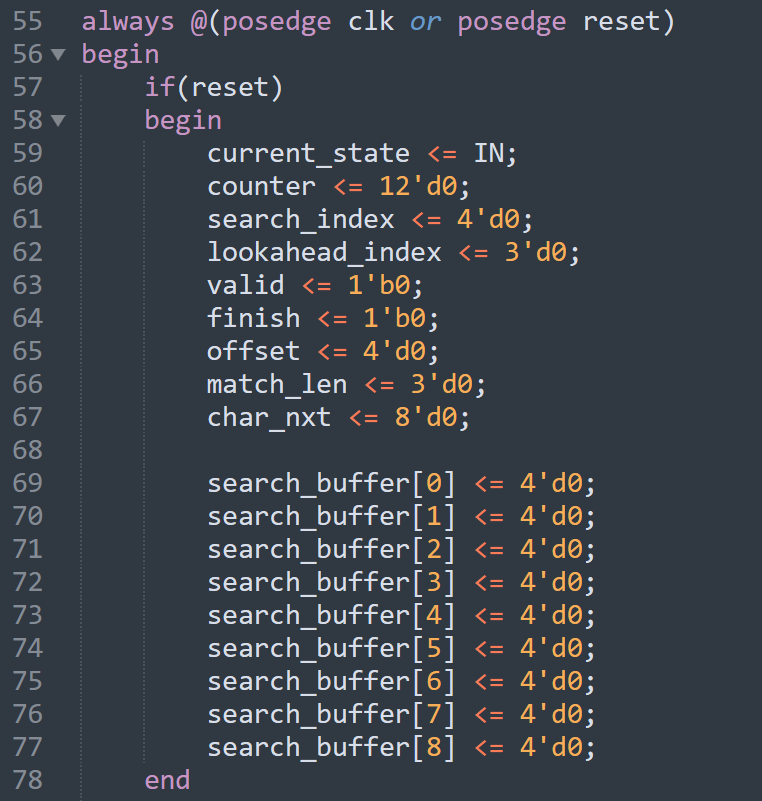 55 always @(posedge clk or posedge reset)
56 begin
57     if(reset)
58     begin
59         current_state <= IN;
60         counter <= 12'd0;
61         search_index <= 4'd0;
62         lookahead_index <= 3'd0;
63         valid <= 1'b0;
64         finish <= 1'b0;
65         offset <= 4'd0;
66         match_len <= 3'd0;
67         char_nxt <= 8'd0;
68
69         search_buffer[0] <= 4'd0;
70         search_buffer[1] <= 4'd0;
71         search_buffer[2] <= 4'd0;
72         search_buffer[3] <= 4'd0;
73         search_buffer[4] <= 4'd0;
74         search_buffer[5] <= 4'd0;
75         search_buffer[6] <= 4'd0;
76         search_buffer[7] <= 4'd0;
77         search_buffer[8] <= 4'd0;
78     end